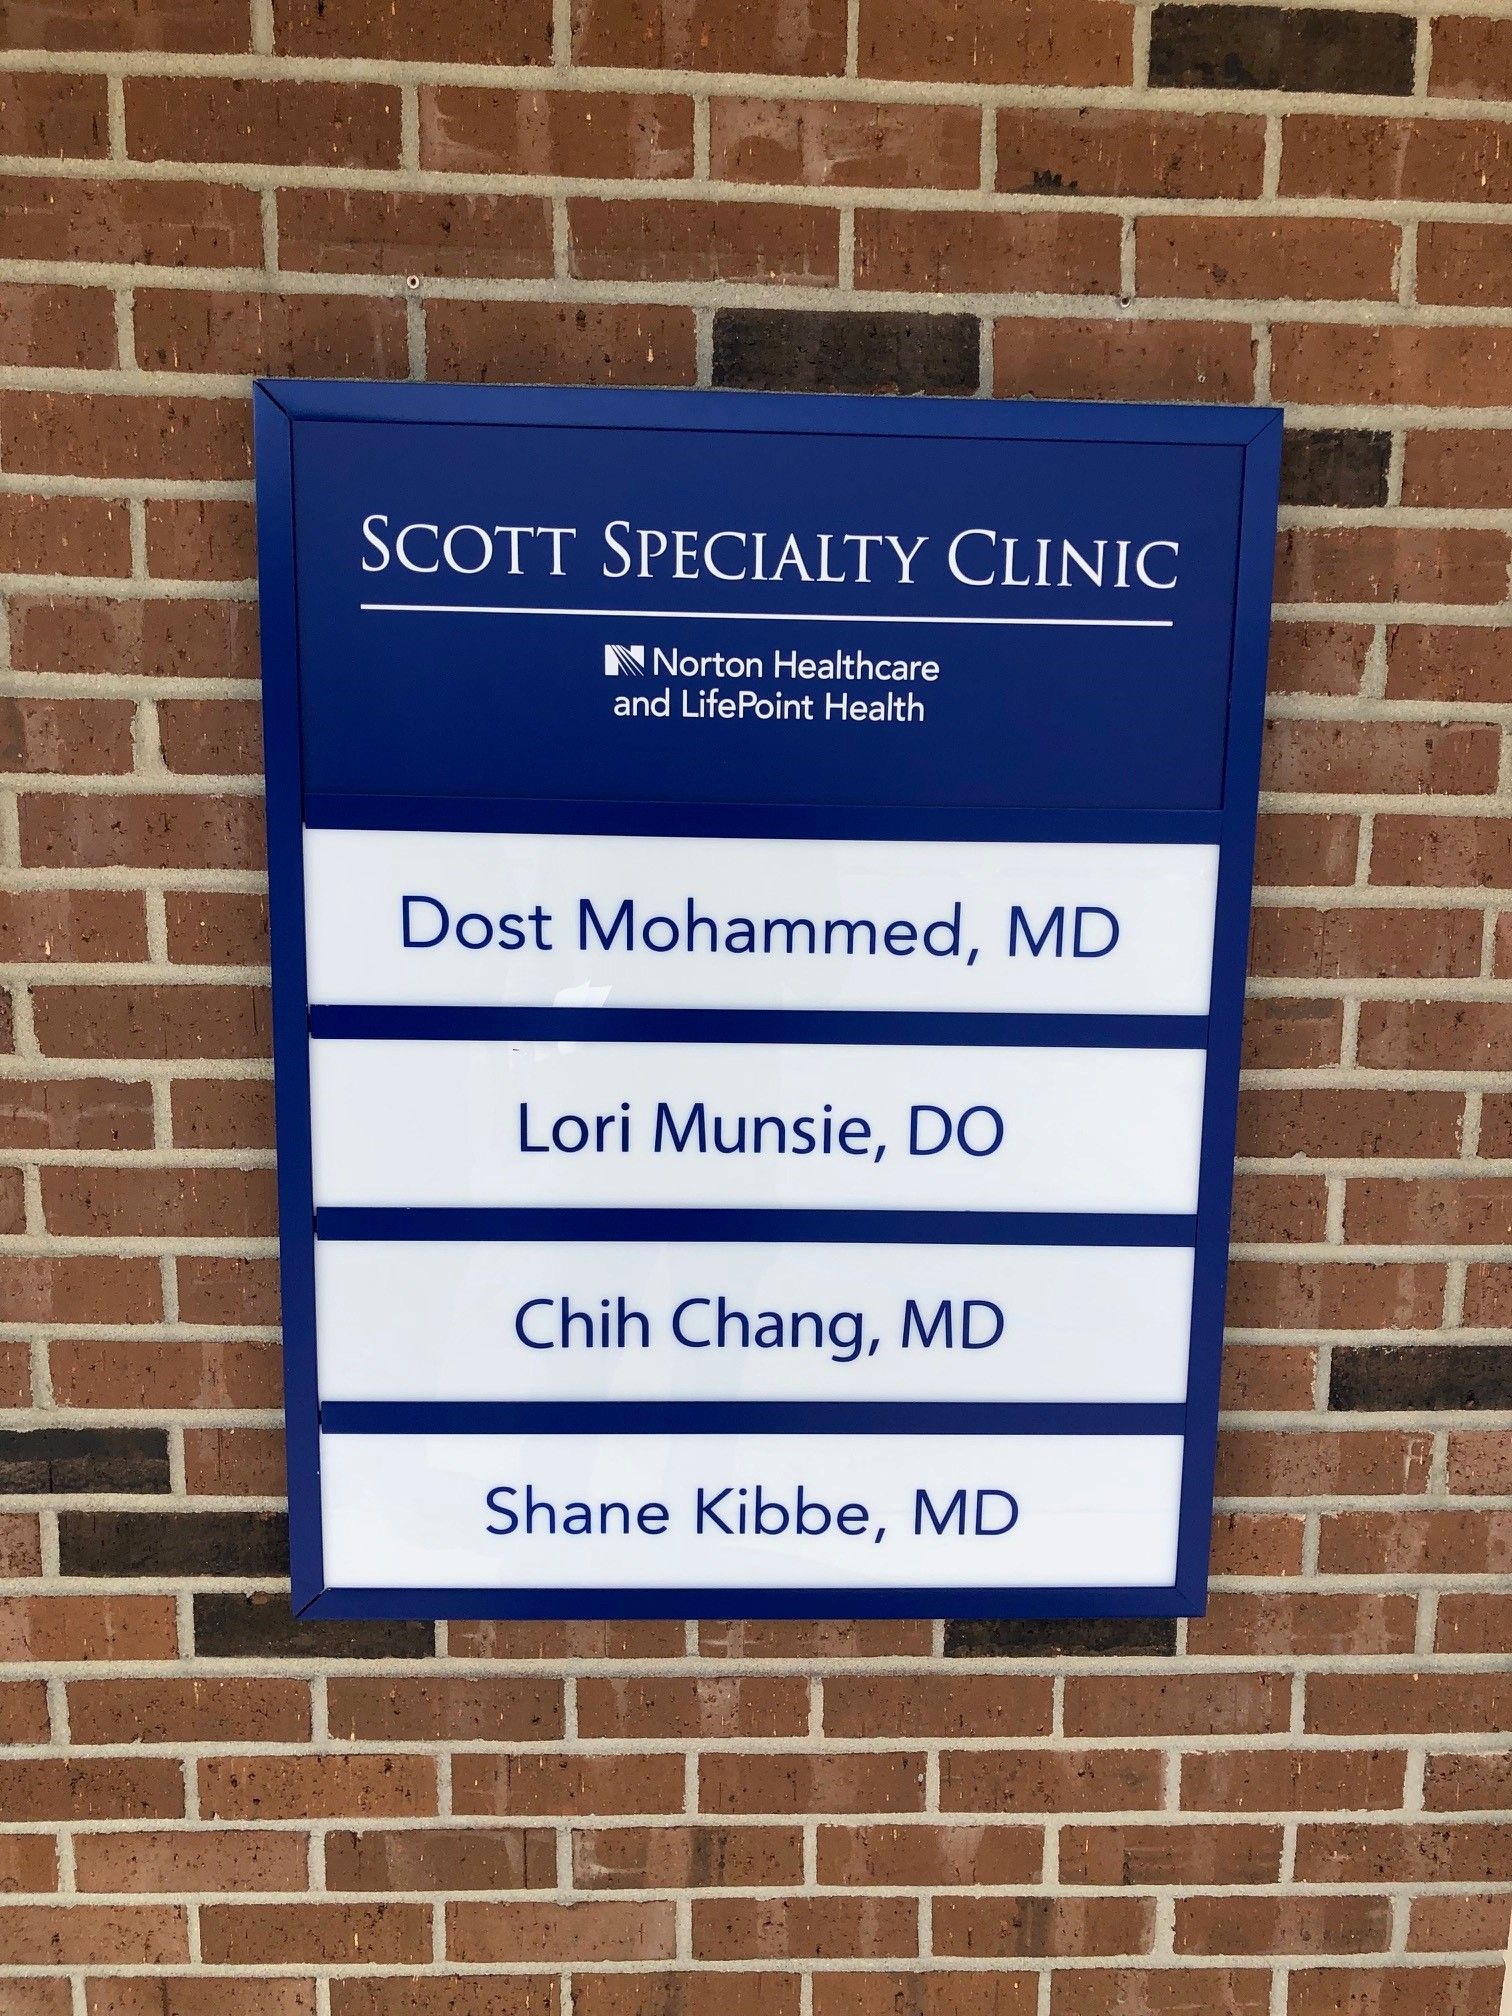 SCOTT SPECIALTY CLINIC
Norton Healthcare
and LifePoint Health
Dost Mohammed, MD
Lori Munsie, DO
Chih Chang, MD
Shane Kibbe, MD